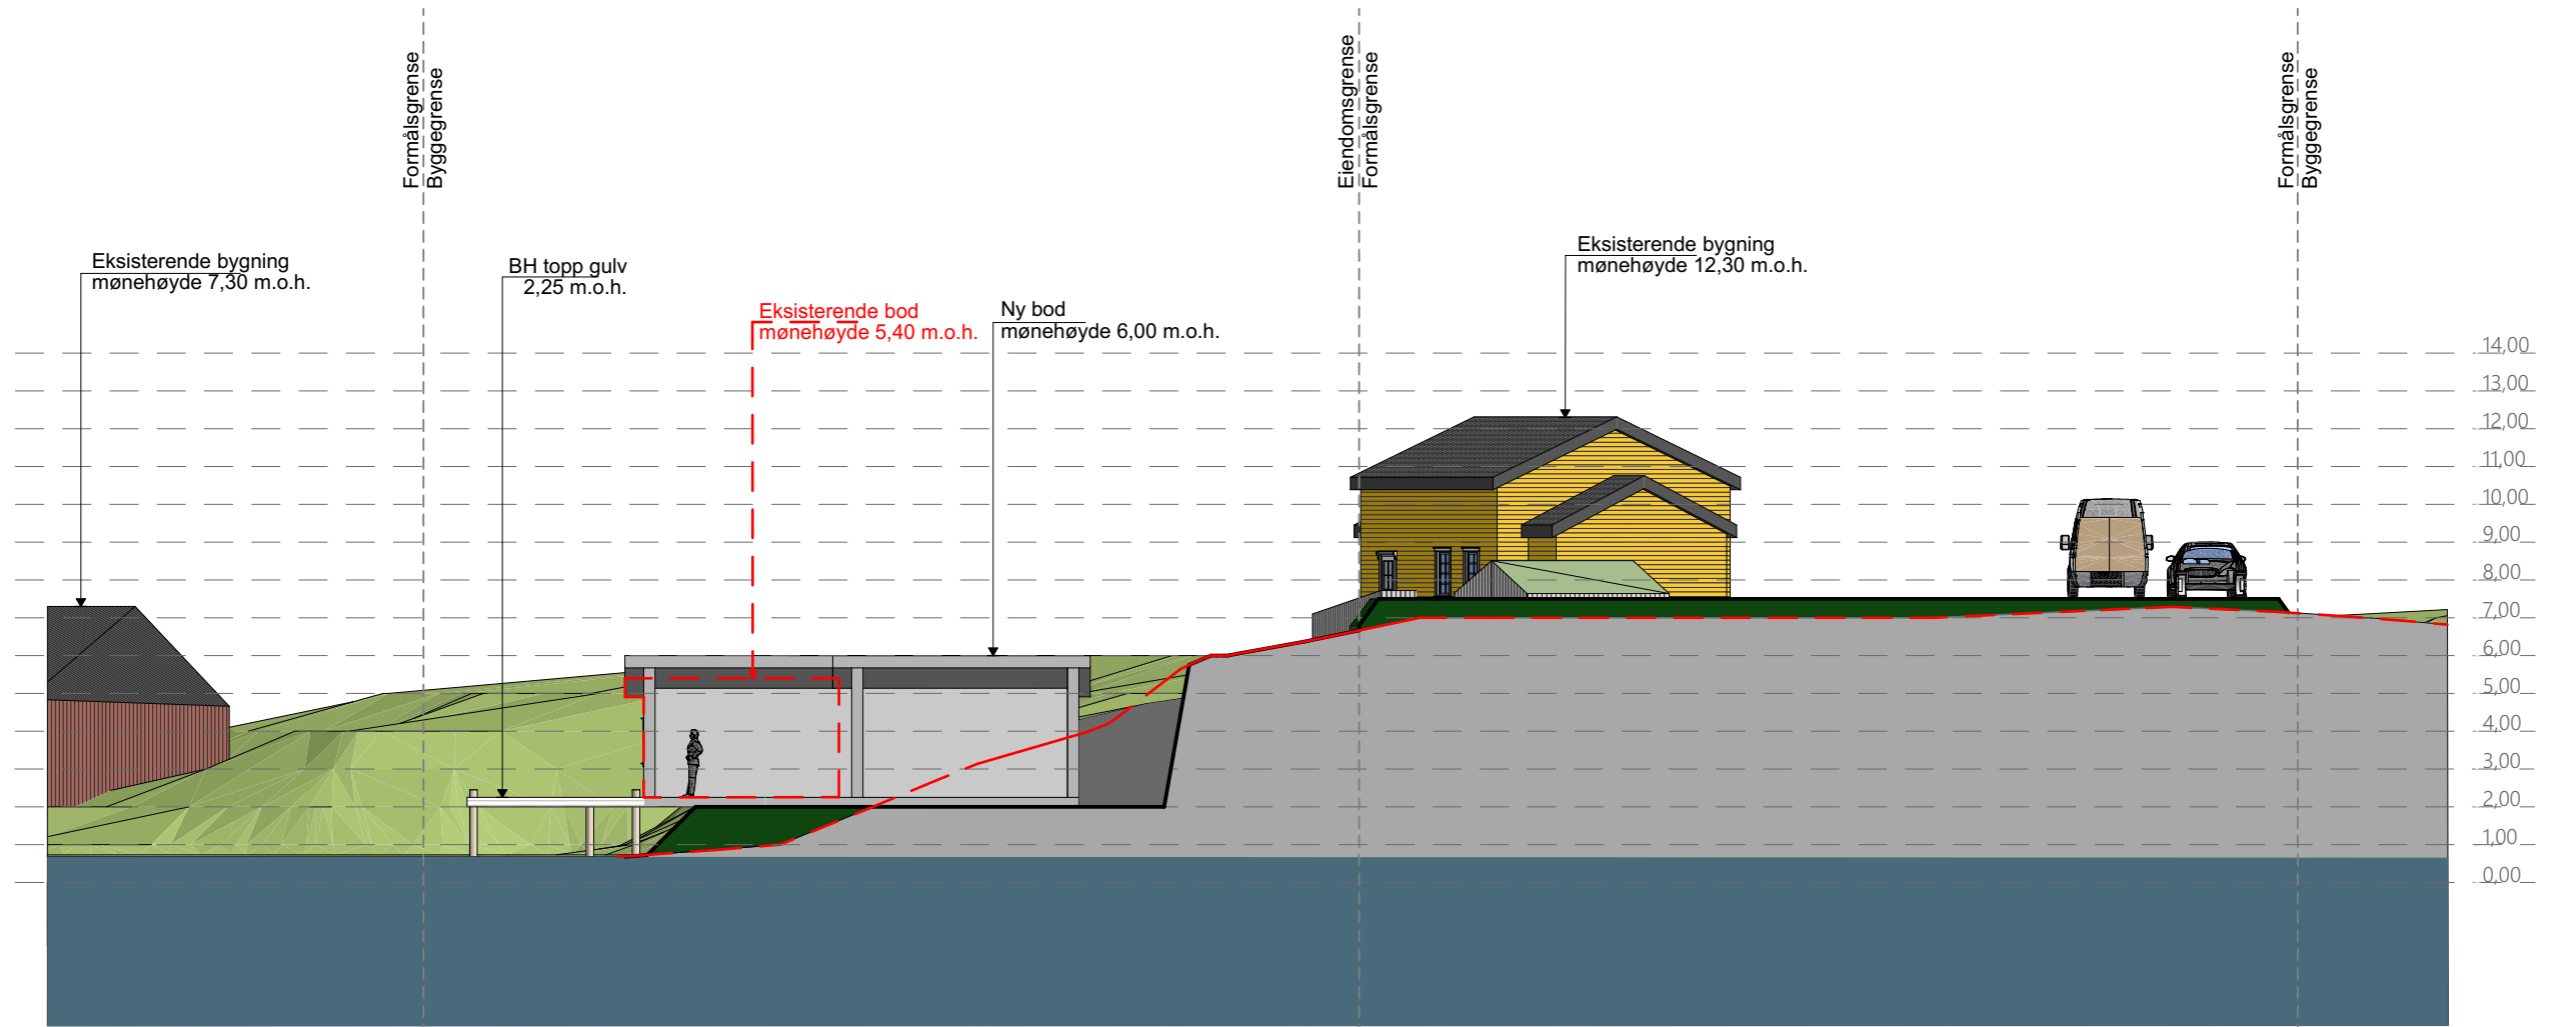 Formålsgrense
Byggegrense
Eiendomsgrense
Formålsgrense
Formålsgrense
Byggegrense
Eksisterende bygning
mønehøyde 7,30 m.o.h.
BH topp gulv
2,25 m.o.h.
Eksisterende bod
mønehøyde 5,40 m.o.h.
Ny bod
mønehøyde 6,00 m.o.h.
Eksisterende bygning
mønehøyde 12,30 m.o.h.
14,00
13,00
12,00
11,00
10,00
9,00
8,00
7,00
6,00
5,00
4,00
3,00
2,00
1,00
0,00